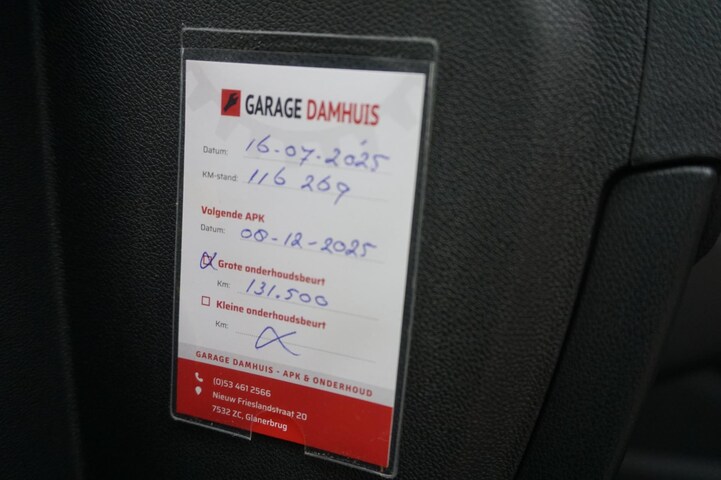 GARAGE DAMHUIS
Datum: 16-07-2025
KM-stand: 116 269
Volgende APK
Datum: 08-12-2025
Grote onderhoudsbeurt
Km: 131.500
Kleine onderhoudsbeurt
Km:
GARAGE DAMHUIS - APK & ONDERHOUD
(0)53 461 2566
Nieuw Frieslandstraat 20
7532 ZC, Glanerbrug